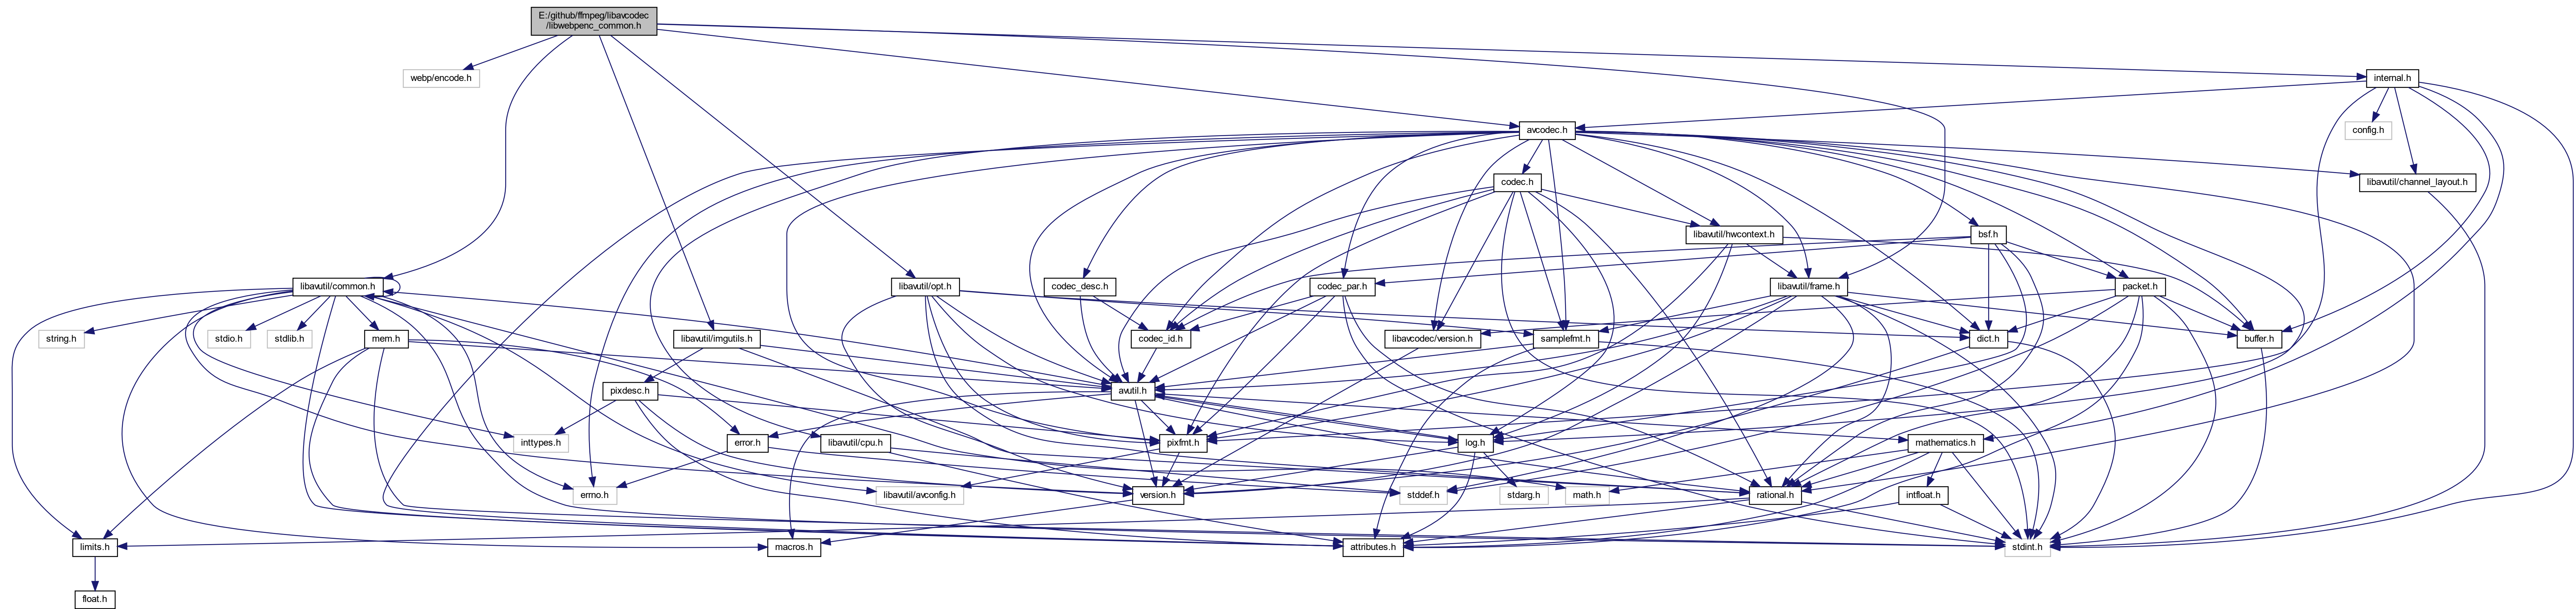 E:/github/ffmpeg/libavcodec
/libwebpenc_common.h
webp/encode.h
internal.h
avcodec.h
config.h
codec.h
libavutil/channel_layout.h
libavutil/hwcontext.h
bsf.h
libavutil/common.h
libavutil/opt.h
codec_desc.h
codec_par.h
libavutil/frame.h
packet.h
string.h
stdio.h
stdlib.h
mem.h
libavutil/imgutils.h
codec_id.h
libavcodec/version.h
samplefmt.h
dict.h
buffer.h
pixdesc.h
avutil.h
inttypes.h
error.h
libavutil/cpu.h
pixfmt.h
log.h
mathematics.h
errno.h
libavutil/avconfig.h
version.h
stddef.h
stdarg.h
math.h
rational.h
intfloat.h
limits.h
macros.h
attributes.h
stdint.h
float.h